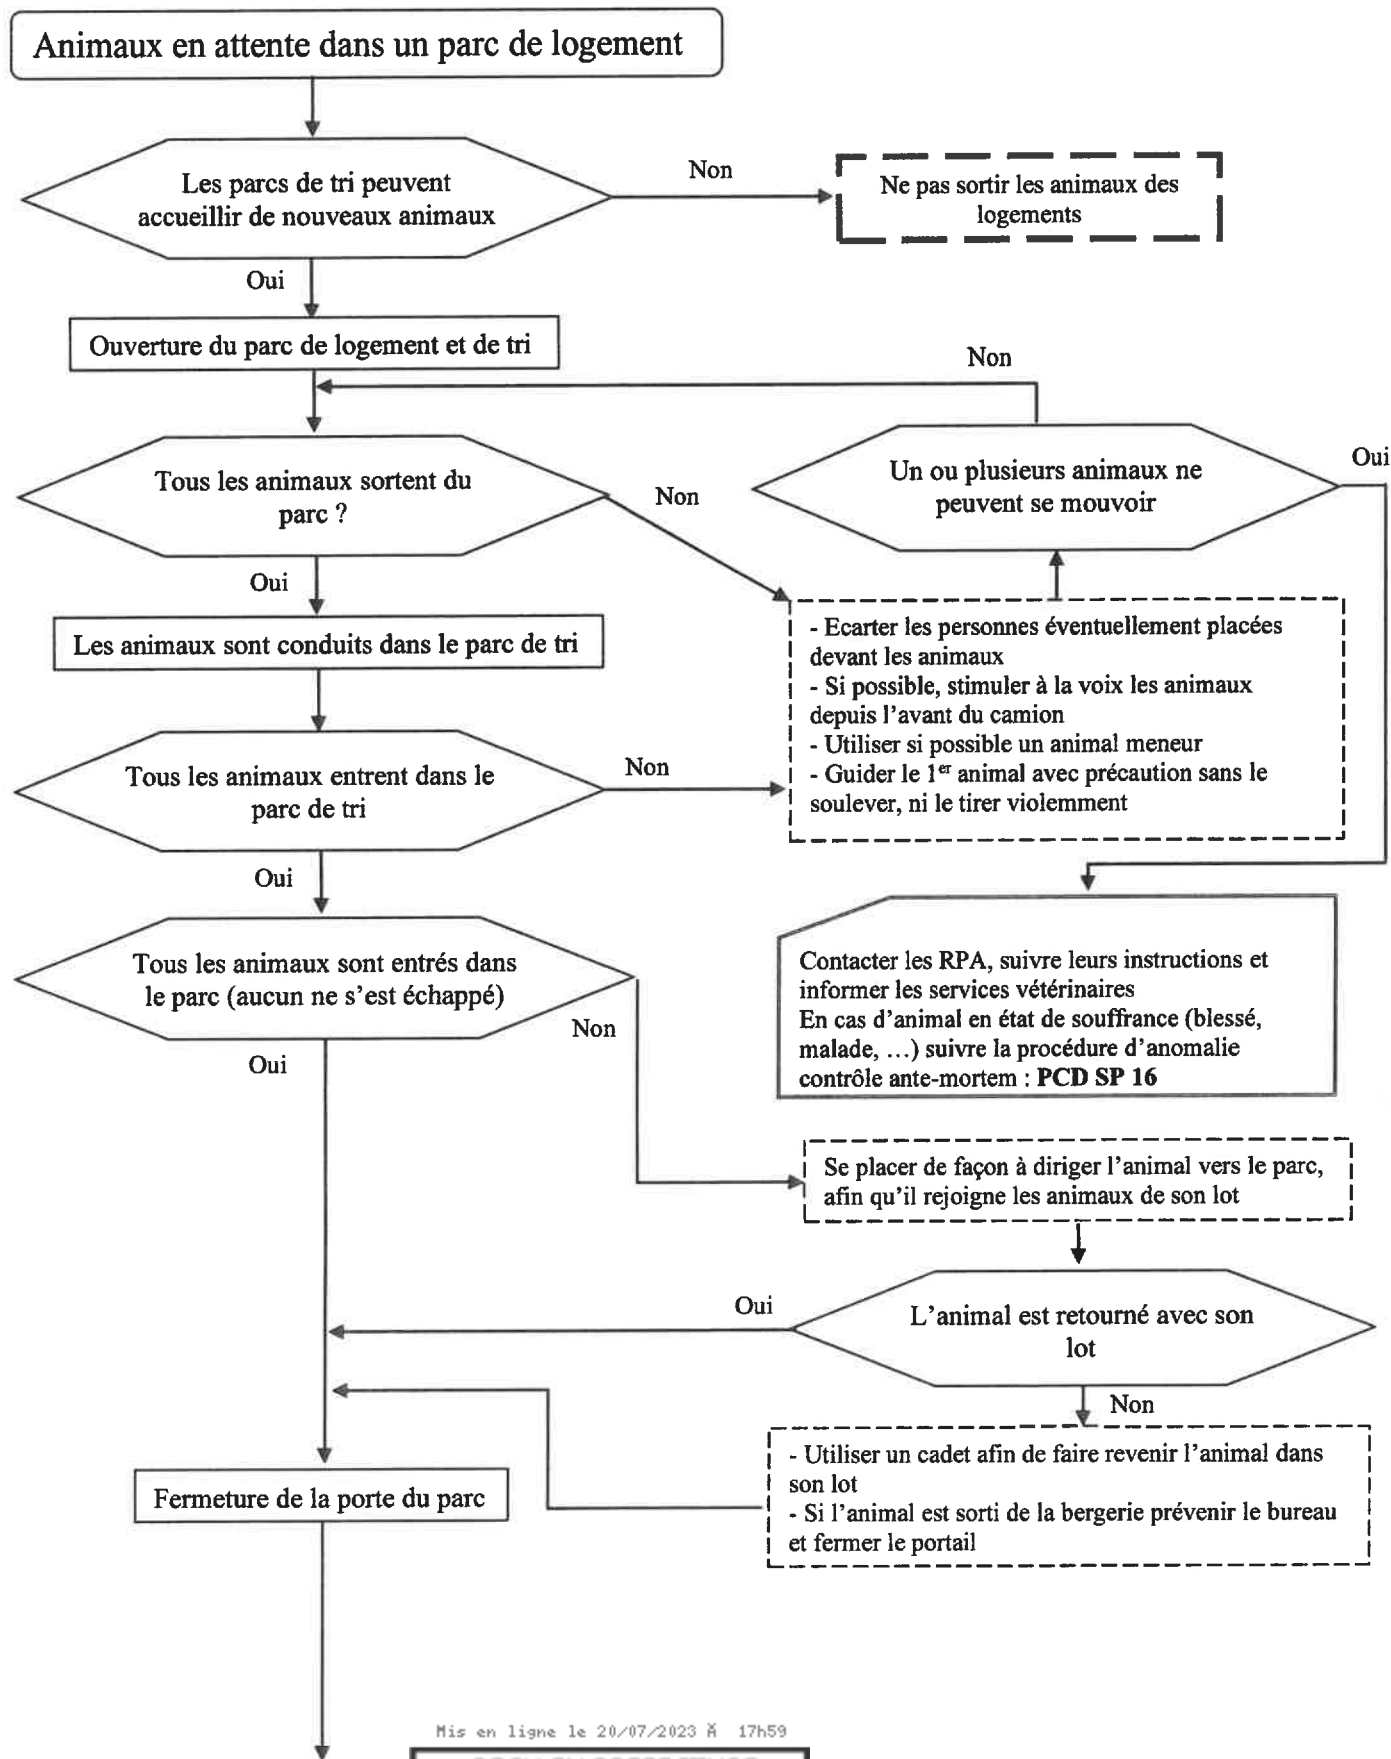 Animaux en attente dans un parc de logement
Les parcs de tri peuvent
accueillir de nouveaux animaux
Non
Ne pas sortir les animaux des
logements
Oui
Ouverture du parc de logement et de tri
Non
Tous les animaux sortent du
parc ?
Non
Un ou plusieurs animaux ne
peuvent se mouvoir
Oui
Oui
Les animaux sont conduits dans le parc de tri
- Ecarter les personnes éventuellement placées
devant les animaux
- Si possible, stimuler à la voix les animaux
depuis l'avant du camion
- Utiliser si possible un animal meneur
- Guider le 1er animal avec précaution sans le
soulever, ni le tirer violemment
Tous les animaux entrent dans le
parc de tri
Non
Oui
Tous les animaux sont entrés dans
le parc (aucun ne s'est échappé)
Non
Oui
Contacter les RPA, suivre leurs instructions et
informer les services vétérinaires
En cas d'animal en état de souffrance (blessé,
malade, …) suivre la procédure d'anomalie
contrôle ante-mortem : PCD SP 16
Se placer de façon à diriger l'animal vers le parc,
afin qu'il rejoigne les animaux de son lot
Oui
L'animal est retourné avec son
lot
Non
- Utiliser un cadet afin de faire revenir l'animal dans
son lot
- Si l'animal est sorti de la bergerie prévenir le bureau
et fermer le portail
Fermeture de la porte du parc
Mis en ligne le 20/07/2023 Ã 17h59